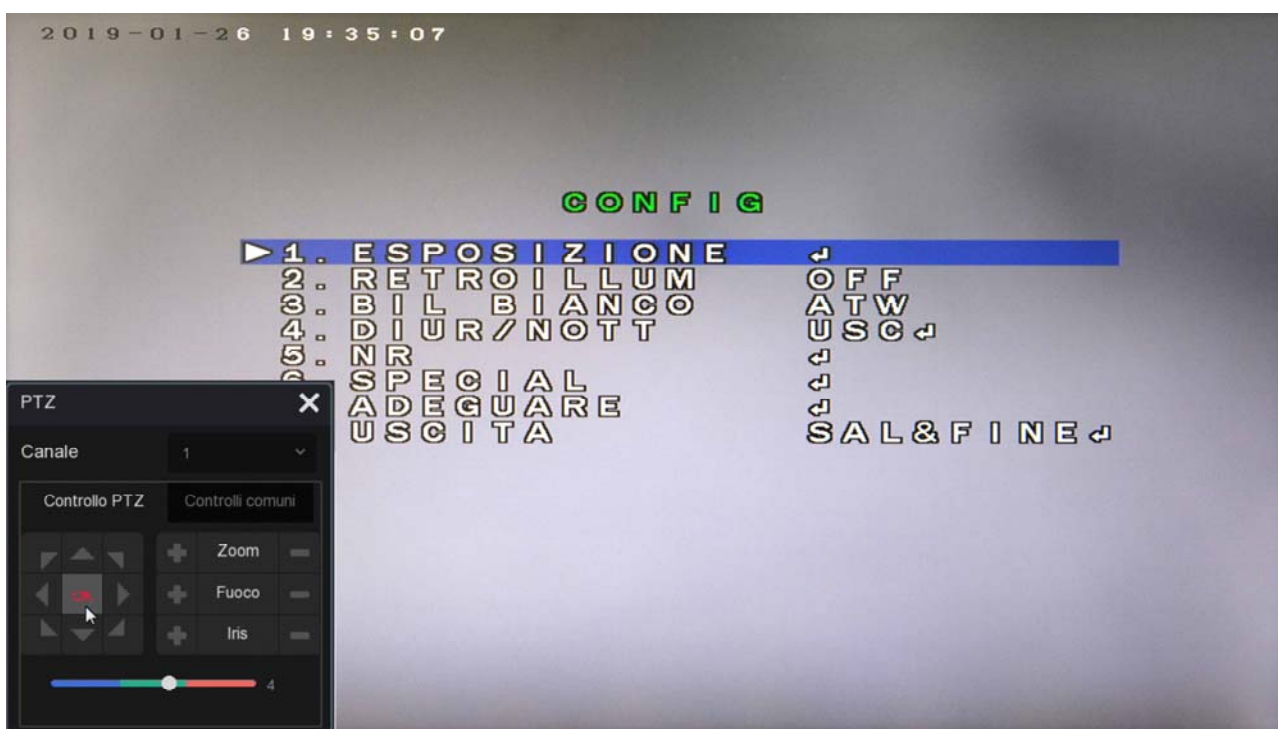 2019-01-26 19:35:07
CONFIG
1. ESPOSIZIONE ↲
2. RETROILLUM OFF
3. BIL BIANCO ATW
4. DIUR/NOTT USC↲
5. NR ↲
6. SPECIAL ↲
ADEGUARE ↲
USCITA SAL&FINE↲
PTZ
Canale 1
Controllo PTZ Controlli comuni
Zoom
Fuoco
Iris
4